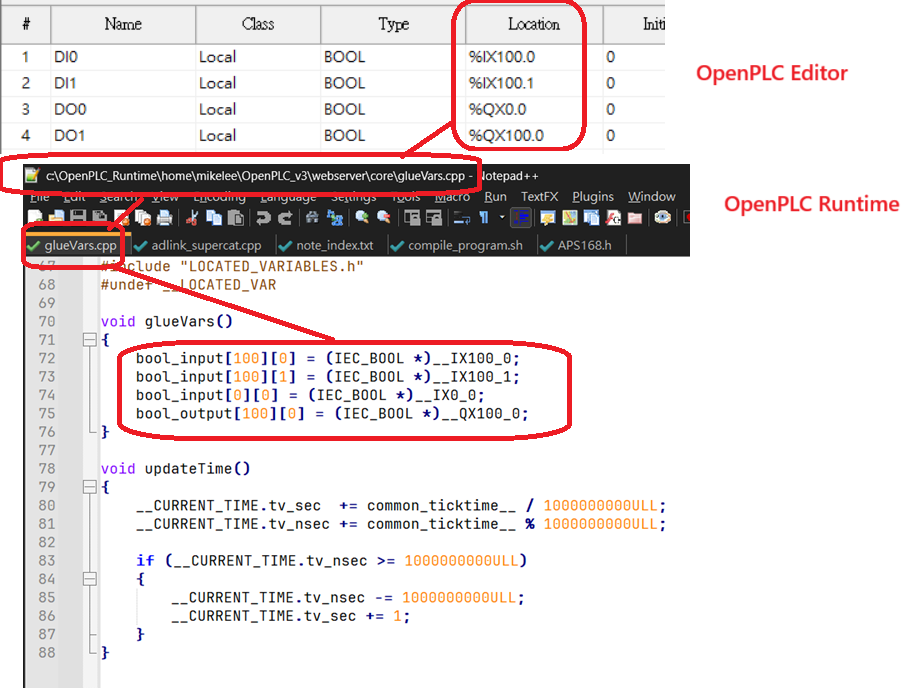 # Name Class Type Location Initi
1 DI0 Local BOOL %IX100.0 0
2 DI1 Local BOOL %IX100.1 0
3 DO0 Local BOOL %QX0.0 0
4 DO1 Local BOOL %QX100.0 0
OpenPLC Editor
c:\OpenPLC_Runtime\home\mikelee\OpenPLC_v3\webserver\core\glueVars.cpp - Notepad++
OpenPLC Runtime
File Edit Search View Encoding Language Settings Tools Macro Run TextFX Plugins Window
glueVars.cpp adlink_supercat.cpp note_index.txt compile_program.sh APS168.h
67 #include "LOCATED_VARIABLES.h"
68 #undef __LOCATED_VAR
69
70 void glueVars()
71 {
72 bool_input[100][0] = (IEC_BOOL *)__IX100_0;
73 bool_input[100][1] = (IEC_BOOL *)__IX100_1;
74 bool_input[0][0] = (IEC_BOOL *)__IX0_0;
75 bool_output[100][0] = (IEC_BOOL *)__QX100_0;
76 }
77
78 void updateTime()
79 {
80 __CURRENT_TIME.tv_sec += common_ticktime__ / 1000000000ULL;
81 __CURRENT_TIME.tv_nsec += common_ticktime__ % 1000000000ULL;
82
83 if (__CURRENT_TIME.tv_nsec >= 1000000000ULL)
84 {
85 __CURRENT_TIME.tv_nsec -= 1000000000ULL;
86 __CURRENT_TIME.tv_sec += 1;
87 }
88 }